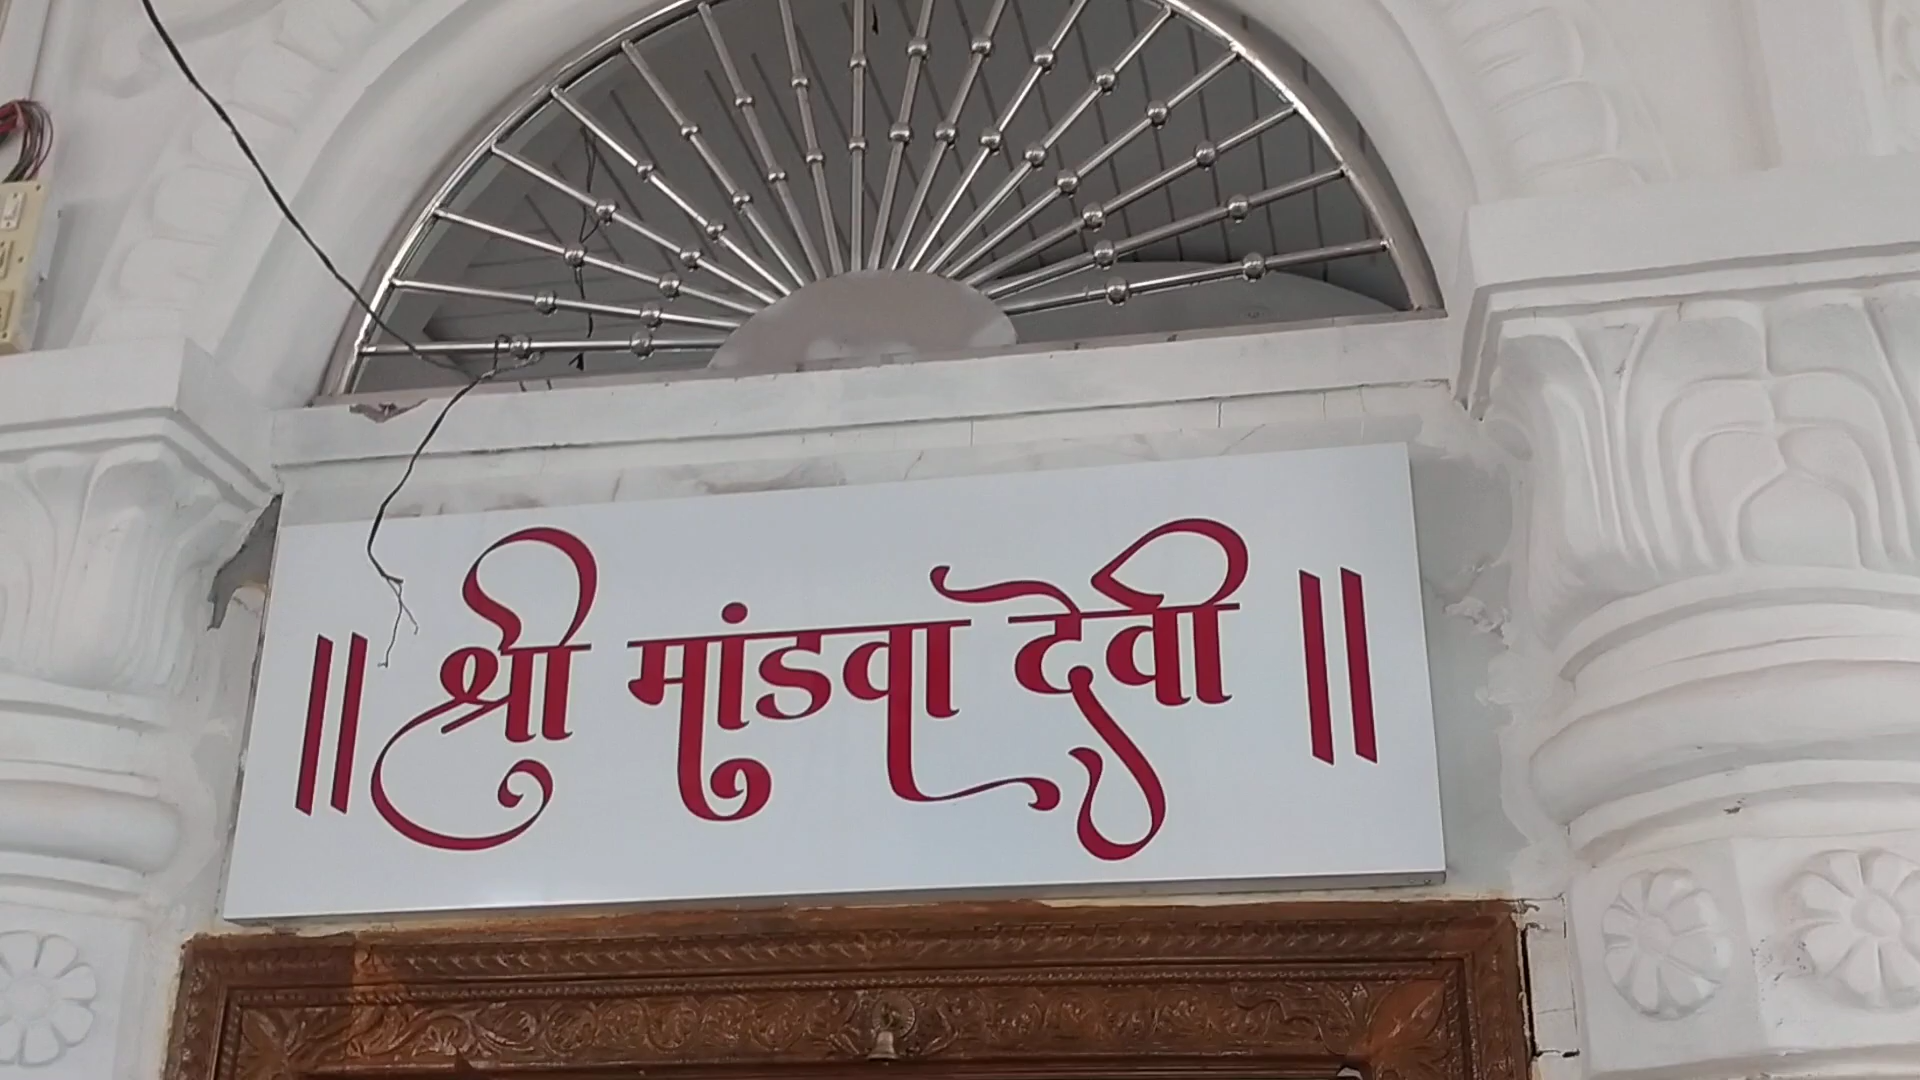 || श्री मांडवा देवी ||